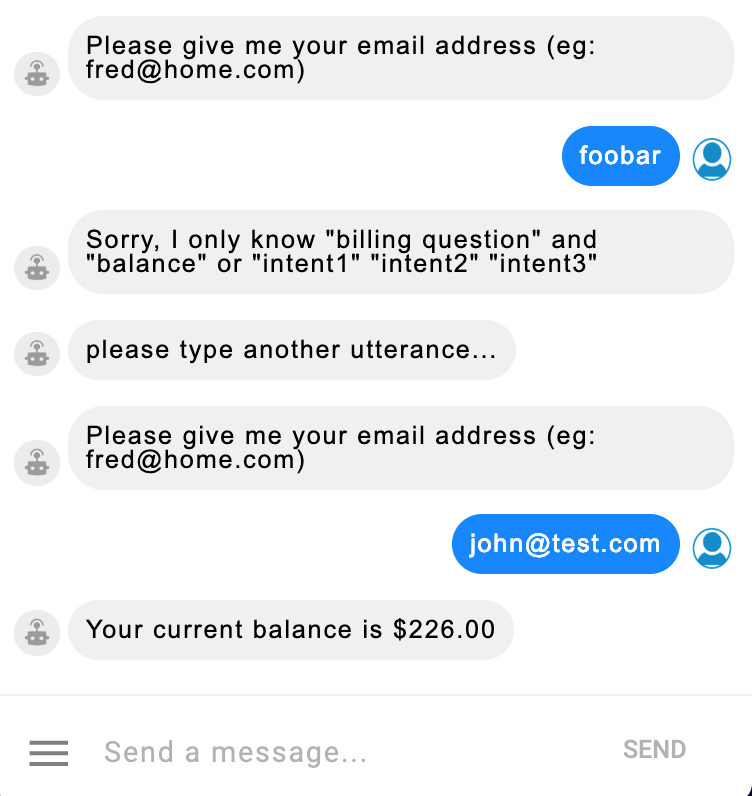 Please give me your email address (eg:
fred@home.com)
foobar
Sorry, I only know "billing question" and
"balance" or "intent1" "intent2" "intent3"
please type another utterance...
Please give me your email address (eg:
fred@home.com)
john@test.com
Your current balance is $226.00
Send a message...
SEND